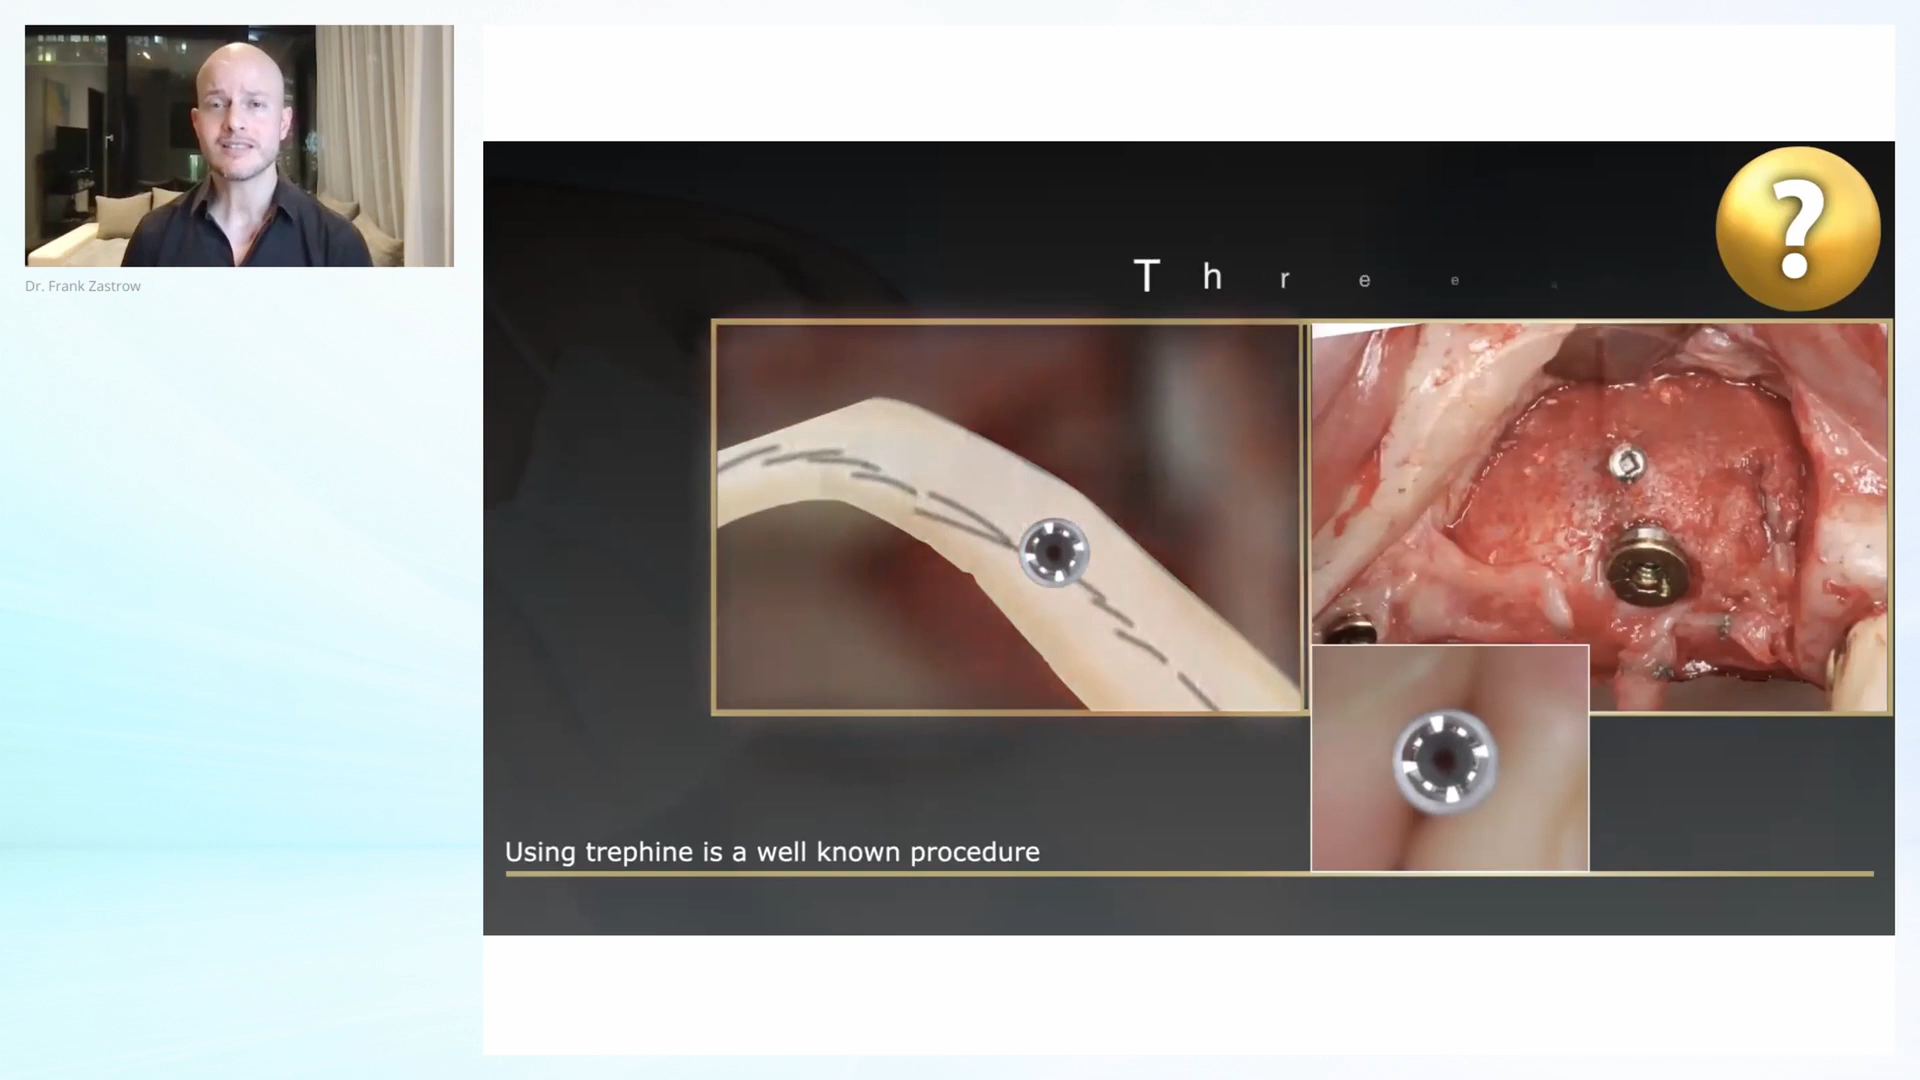 Dr. Frank Zastrow
?
T h r e e
Using trephine is a well known procedure